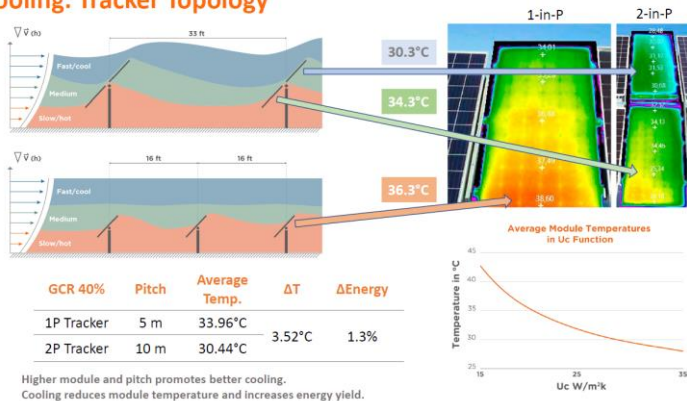 ooling: Tracker Topology
1-in-P
2-in-P
∇ v̄ (h)
33 ft
Fast/cool
Medium
Slow/hot
30.3°C
34.3°C
36.3°C
38.60
∇ v̄ (h)
16 ft
16 ft
Fast/cool
Medium
Slow/hot
GCR 40%
Pitch
Average Temp.
ΔT
ΔEnergy
1P Tracker
5 m
33.96°C
3.52°C
1.3%
2P Tracker
10 m
30.44°C
Average Module Temperatures
in Uc Function
Temperature in °C
45
40
35
30
25
15
25
35
Uc W/m²k
Higher module and pitch promotes better cooling.
Cooling reduces module temperature and increases energy yield.